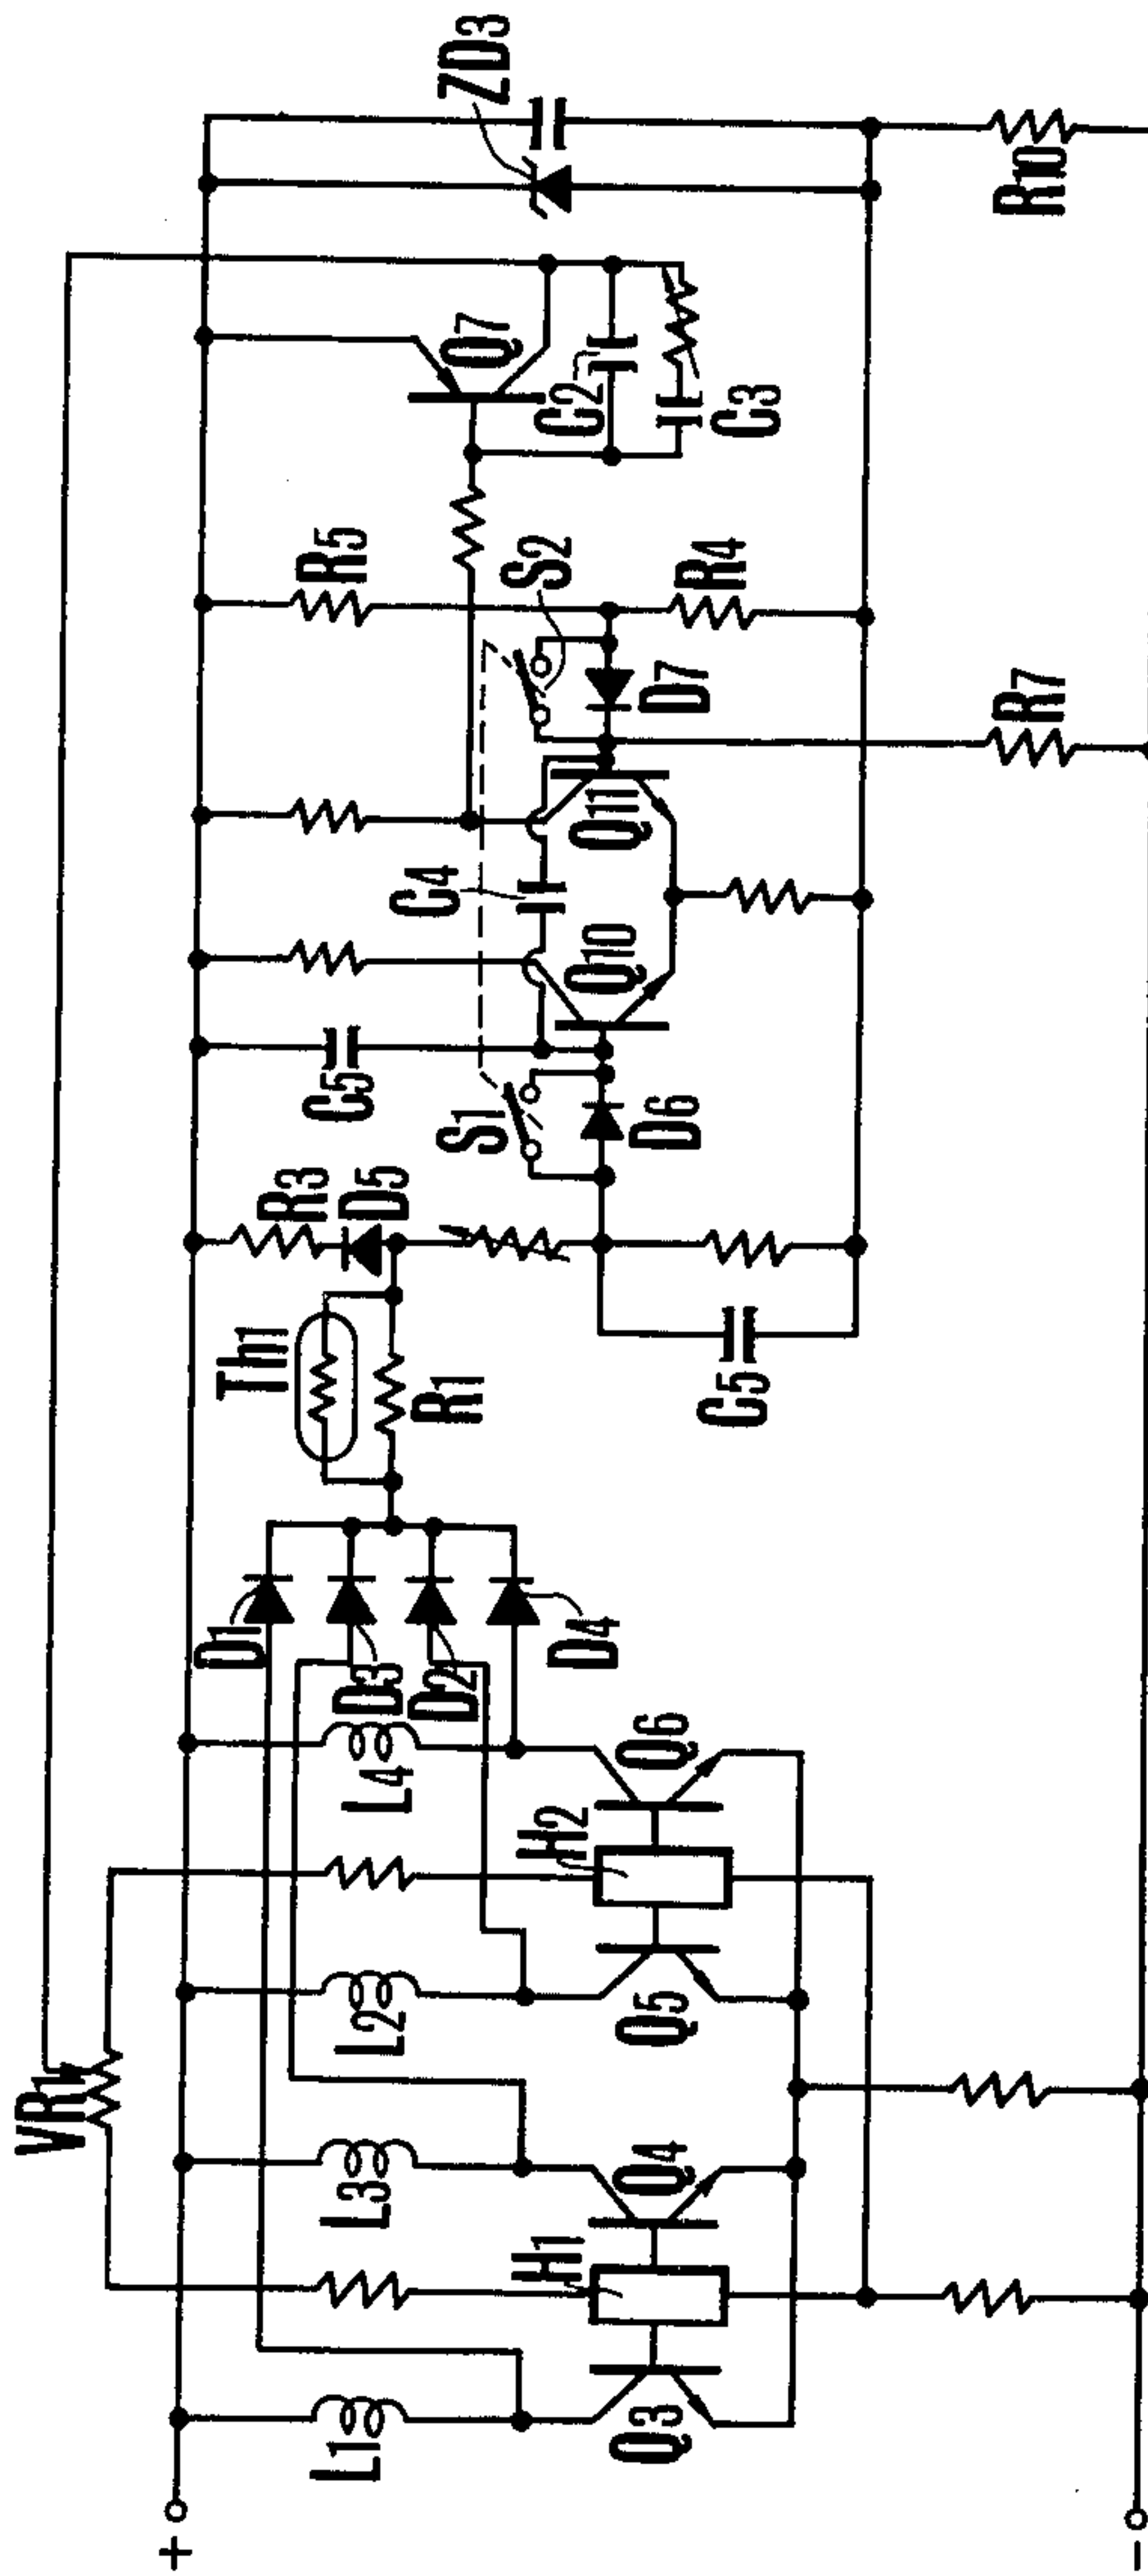 +
-
L1
Q3
H1
L3
Q4
VR1
L2
Q5
H2
L4
Q6
D1
D3
D2
D4
Th1
R1
R3
D5
C5
S1
D6
C5
Q10
C4
Q11
D7
S2
R5
R4
R7
Q7
C2
C3
ZD3
R10